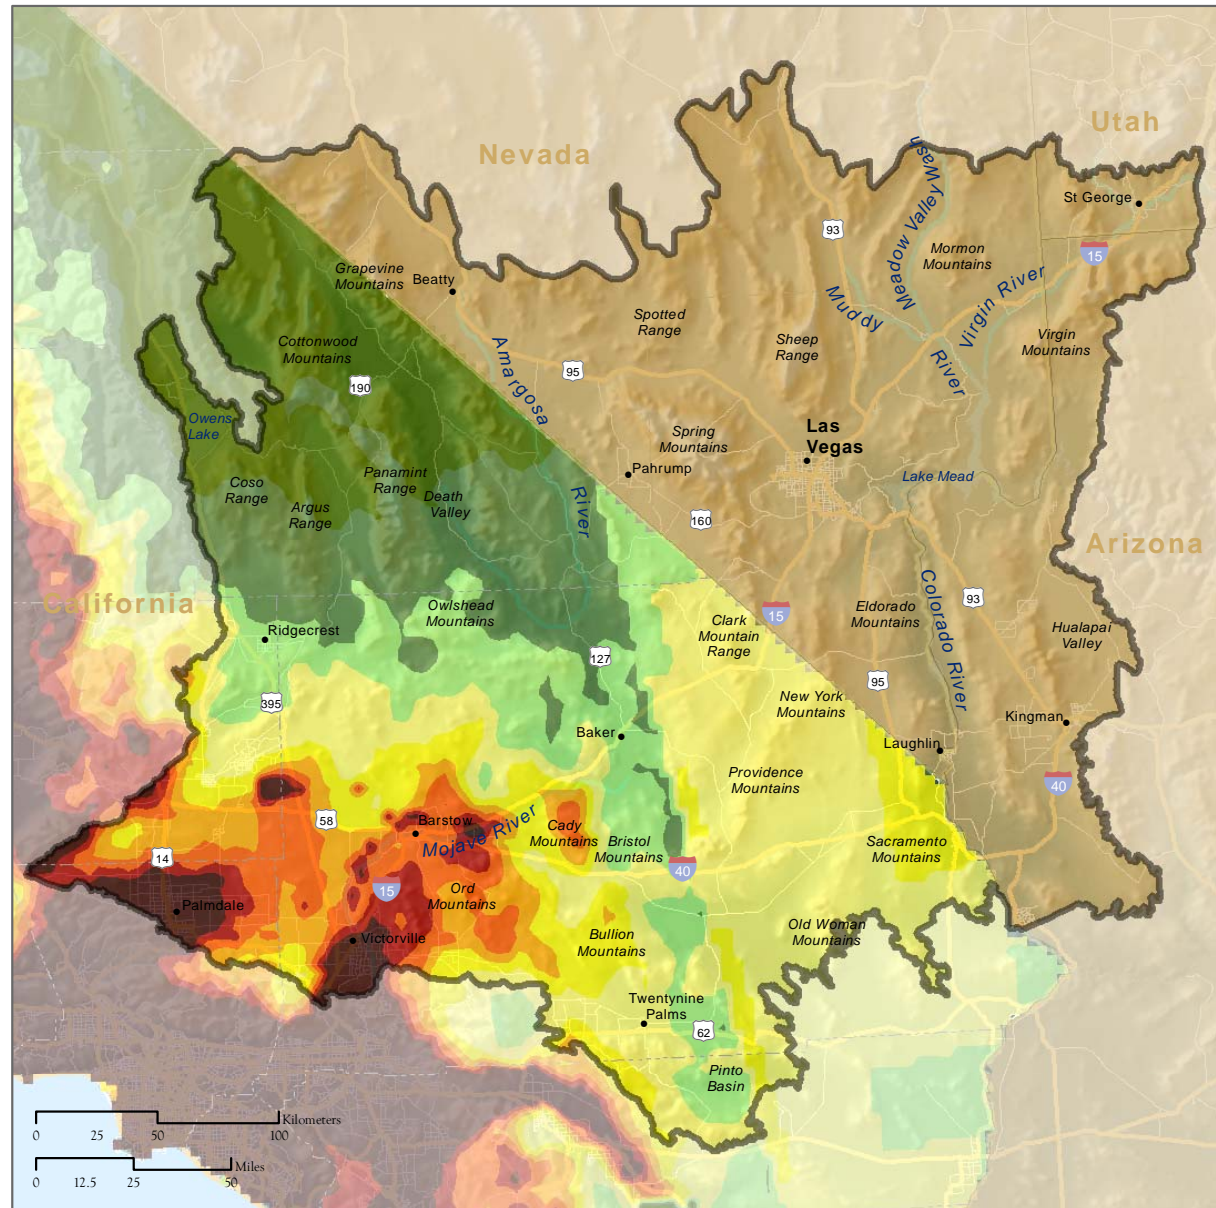 Utah
Nevada
Meadow Valley Wash
St George
93
15
Mormon
Mountains
Grapevine
Mountains
Beatty
Virgin River
Muddy
River
Spotted
Range
Sheep
Range
Virgin
Mountains
Cottonwood
Mountains
Amargosa
River
95
190
Owens
Lake
Las
Vegas
Spring
Mountains
Pahrump
Lake Mead
Coso
Range
Panamint
Range
Death
Valley
Argus
Range
160
Arizona
California
Owlshead
Mountains
Colorado River
Eldorado
Mountains
93
15
Clark
Mountain
Range
Hualapai
Valley
Ridgecrest
127
95
395
New York
Mountains
Kingman
Baker
Laughlin
Providence
Mountains
40
58
Barstow
Mojave River
Cady
Mountains
Bristol
Mountains
Sacramento
Mountains
14
40
15
Ord
Mountains
Palmdale
Victorville
Bullion
Mountains
Old Woman
Mountains
Twentynine
Palms
62
Pinto
Basin
Kilometers
0 25 50 100
Miles
0 12.5 25 50